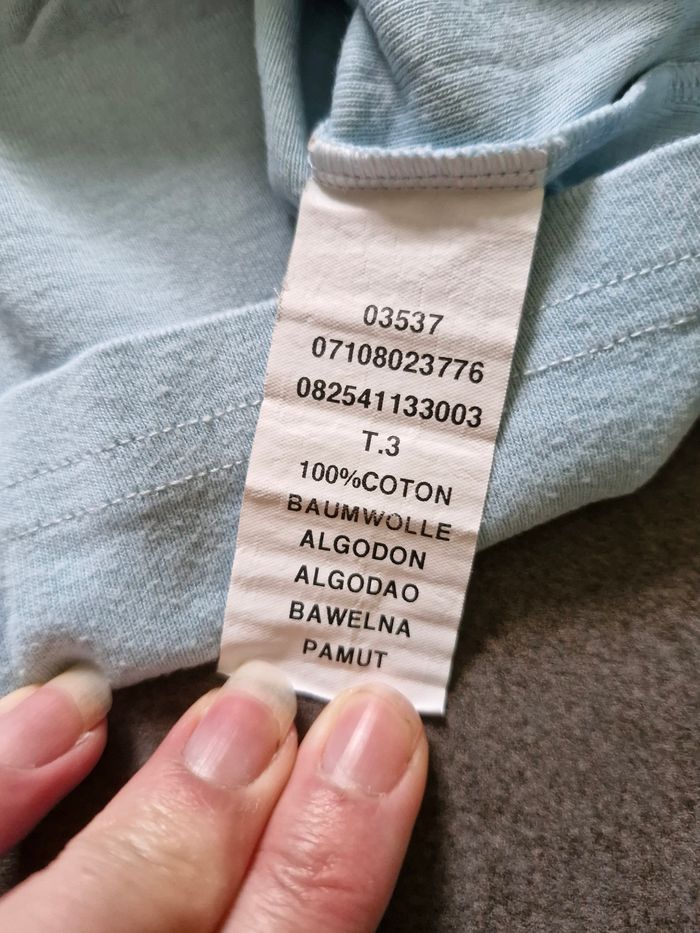 03537
07108023776
082541133003
T.3
100%COTON
BAUMWOLLE
ALGODON
ALGODAO
BAWELNA
PAMUT